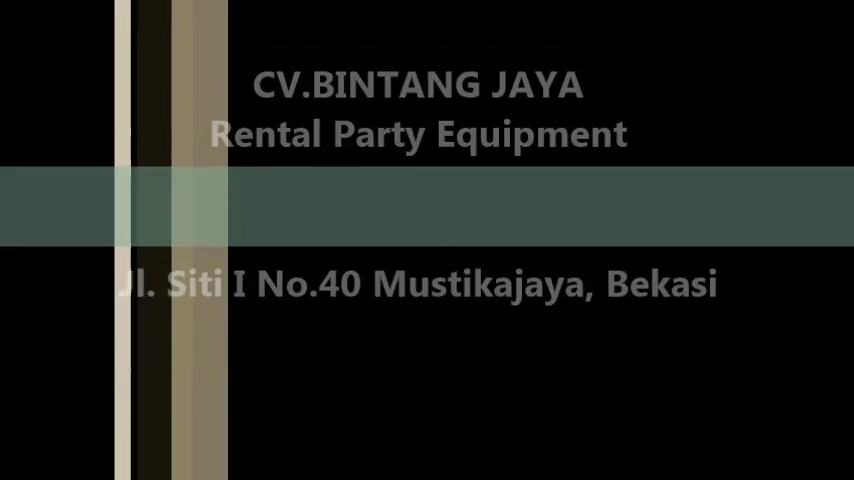 CV.BINTANG JAYA
Rental Party Equipment
Jl. Siti I No.40 Mustikajaya, Bekasi